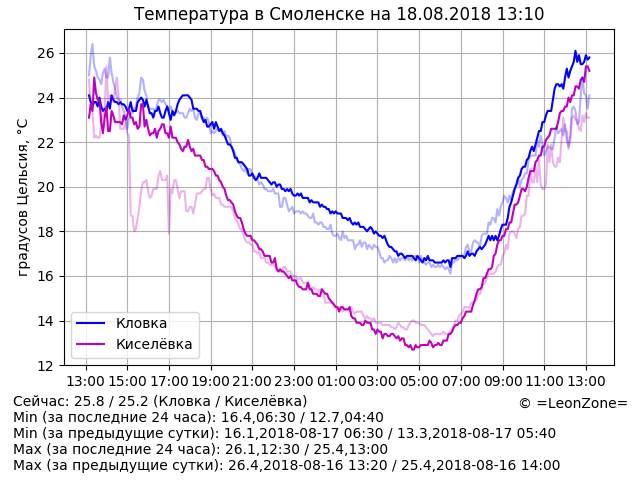 Температура в Смоленске на 18.08.2018 13:10
26
24
22
20
18
16
14
12
градусов Цельсия, °C
Кловка
Киселёвка
13:00 15:00 17:00 19:00 21:00 23:00 01:00 03:00 05:00 07:00 09:00 11:00 13:00
Сейчас: 25.8 / 25.2 (Кловка / Киселёвка)
© =LeonZone=
Min (за последние 24 часа): 16.4,06:30 / 12.7,04:40
Min (за предыдущие сутки): 16.1,2018-08-17 06:30 / 13.3,2018-08-17 05:40
Max (за последние 24 часа): 26.1,12:30 / 25.4,13:00
Max (за предыдущие сутки): 26.4,2018-08-16 13:20 / 25.4,2018-08-16 14:00